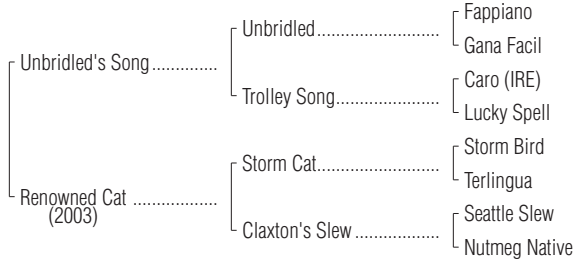 Fappiano
Unbridled.................................
Gana Facil
Unbridled's Song...............
Caro (IRE)
Trolley Song............................
Lucky Spell
Storm Bird
Storm Cat.................................
Terlingua
Renowned Cat ..................
(2003)
Seattle Slew
Claxton's Slew .......................
Nutmeg Native